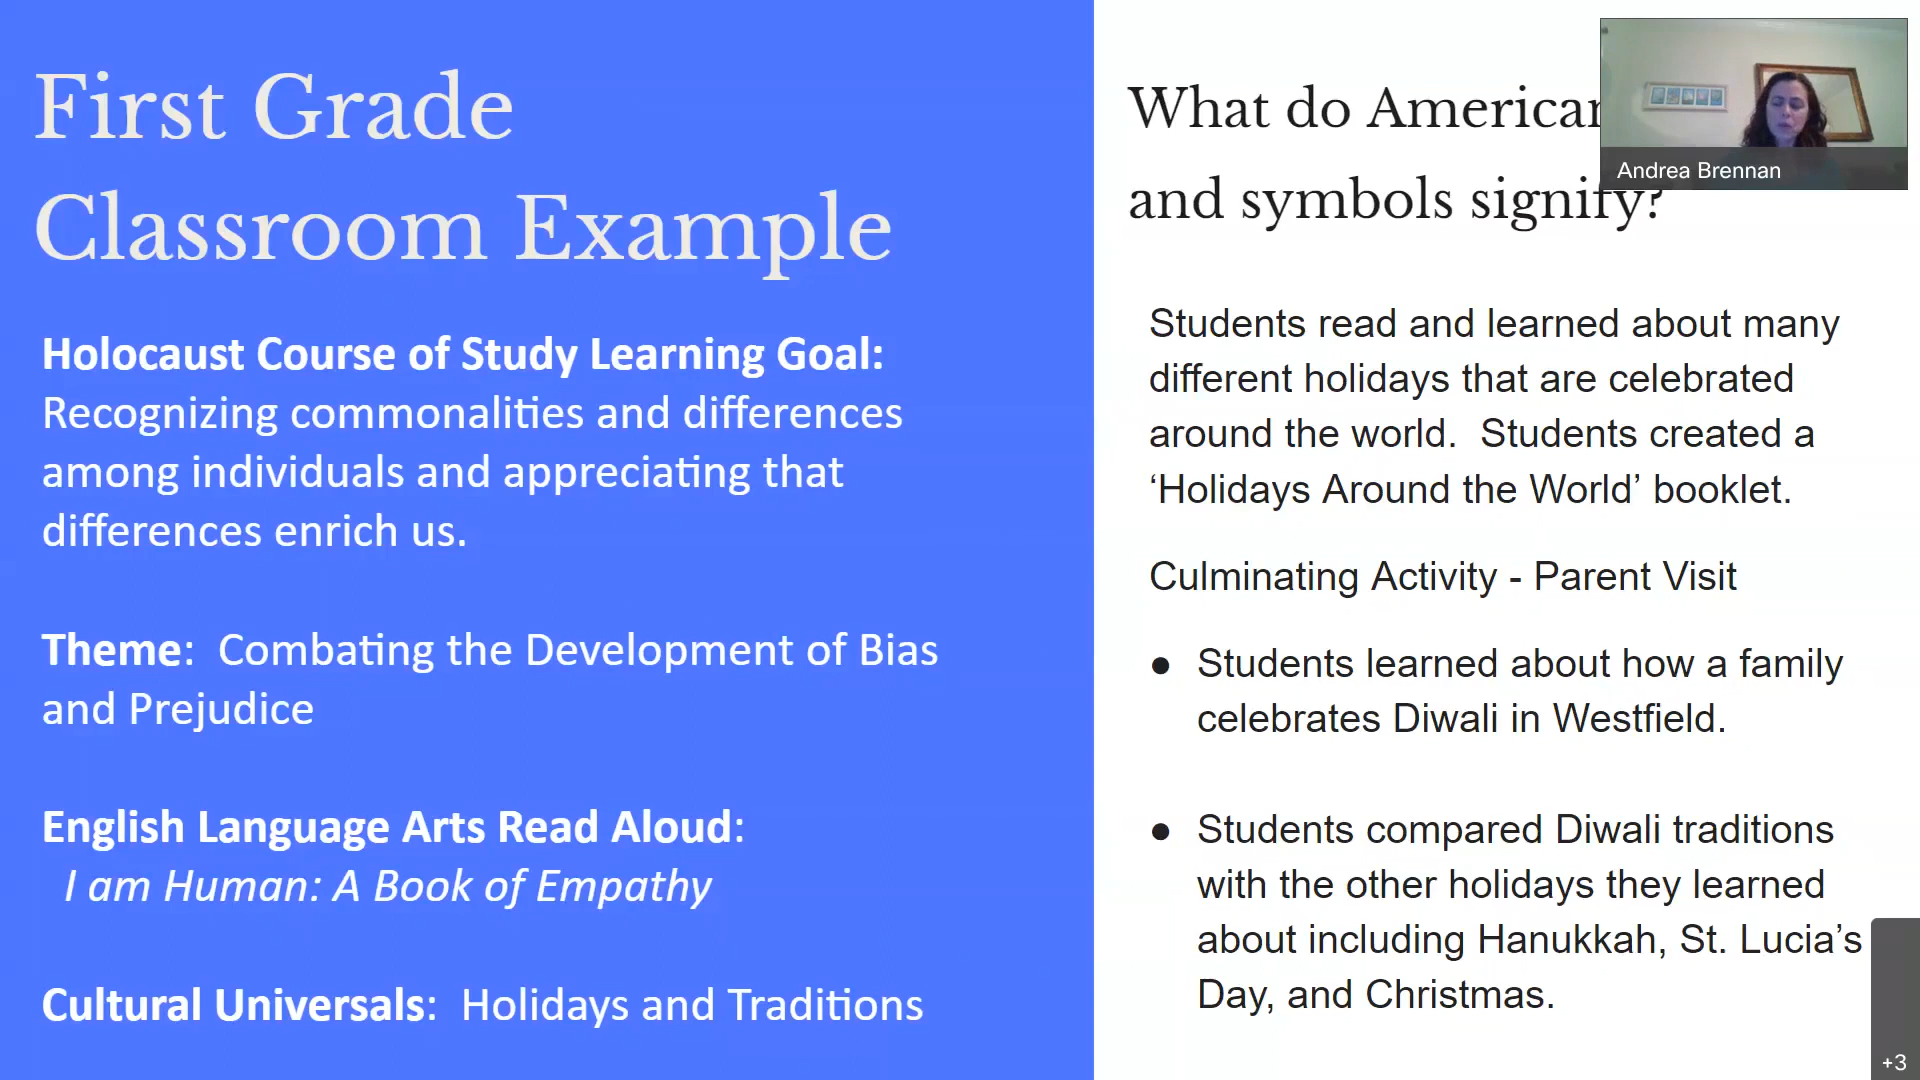 First Grade
Classroom Example
Holocaust Course of Study Learning Goal:
Recognizing commonalities and differences
among individuals and appreciating that
differences enrich us.
Theme: Combating the Development of Bias
and Prejudice
English Language Arts Read Aloud:
I am Human: A Book of Empathy
Cultural Universals: Holidays and Traditions
What do American
and symbols signify?
Students read and learned about many
different holidays that are celebrated
around the world. Students created a
‘Holidays Around the World’ booklet.
Culminating Activity - Parent Visit
● Students learned about how a family
celebrates Diwali in Westfield.
● Students compared Diwali traditions
with the other holidays they learned
about including Hanukkah, St. Lucia’s
Day, and Christmas.
Andrea Brennan
+3